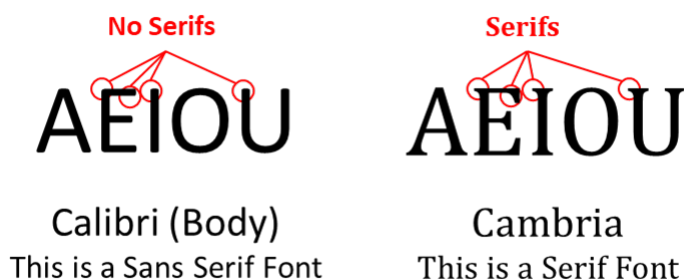 No Serifs
AEIOU
Calibri (Body)
This is a Sans Serif Font
Serifs
AEIOU
Cambria
This is a Serif Font